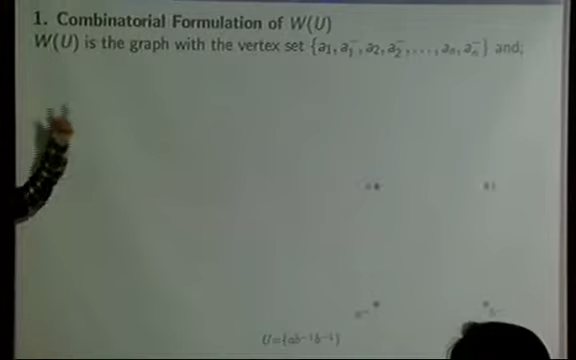 1. Combinatorial Formulation of W(U)
W(U) is the graph with the vertex set {a₁, a₁⁻, a₂, a₂⁻, ..., aₙ, aₙ⁻} and;
U={ab⁻¹b⁻¹}